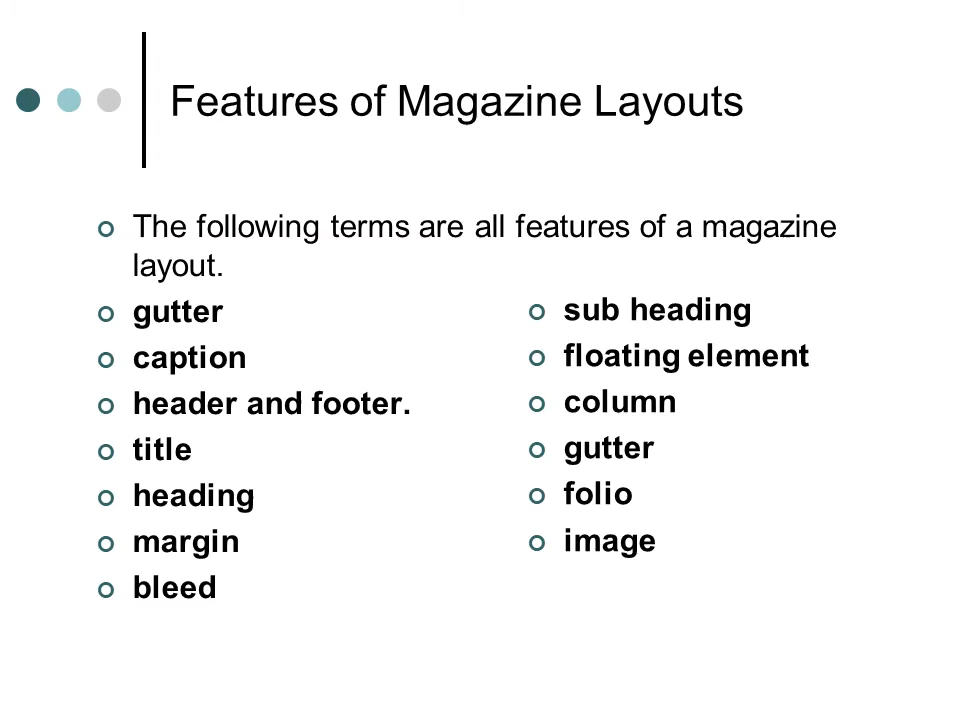 Features of Magazine Layouts
The following terms are all features of a magazine
layout.
gutter
caption
header and footer.
title
heading
margin
bleed
sub heading
floating element
column
gutter
folio
image